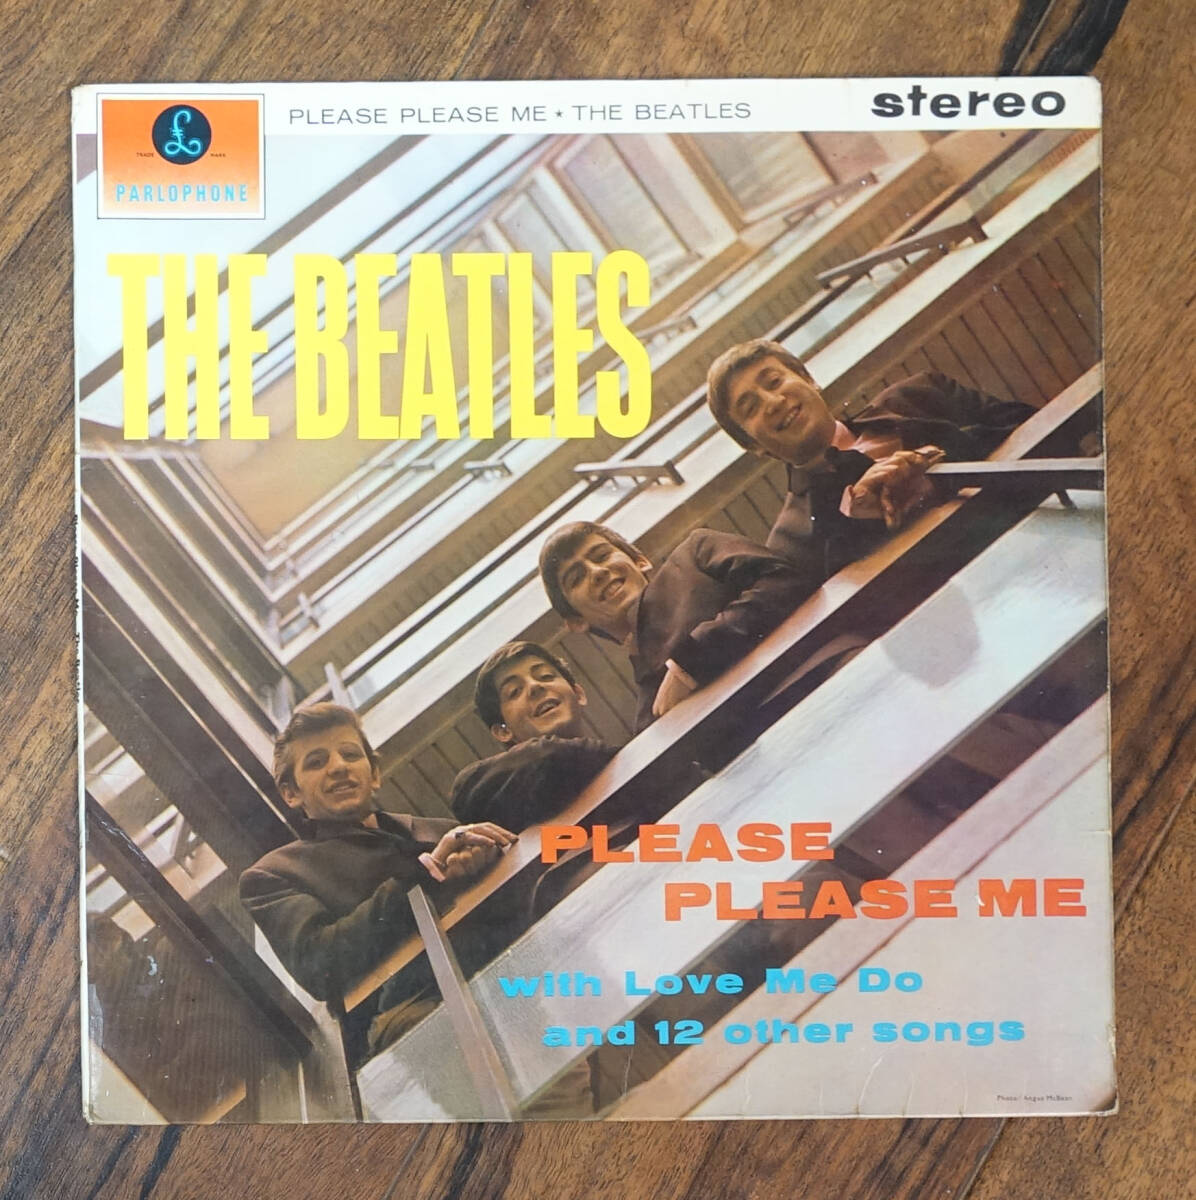 PLEASE PLEASE ME ★ THE BEATLES
stereo
£
TRADE MARK
PARLOPHONE
THE BEATLES
PLEASE
PLEASE ME
with Love Me Do
and 12 other songs
Photo: Angus McBean